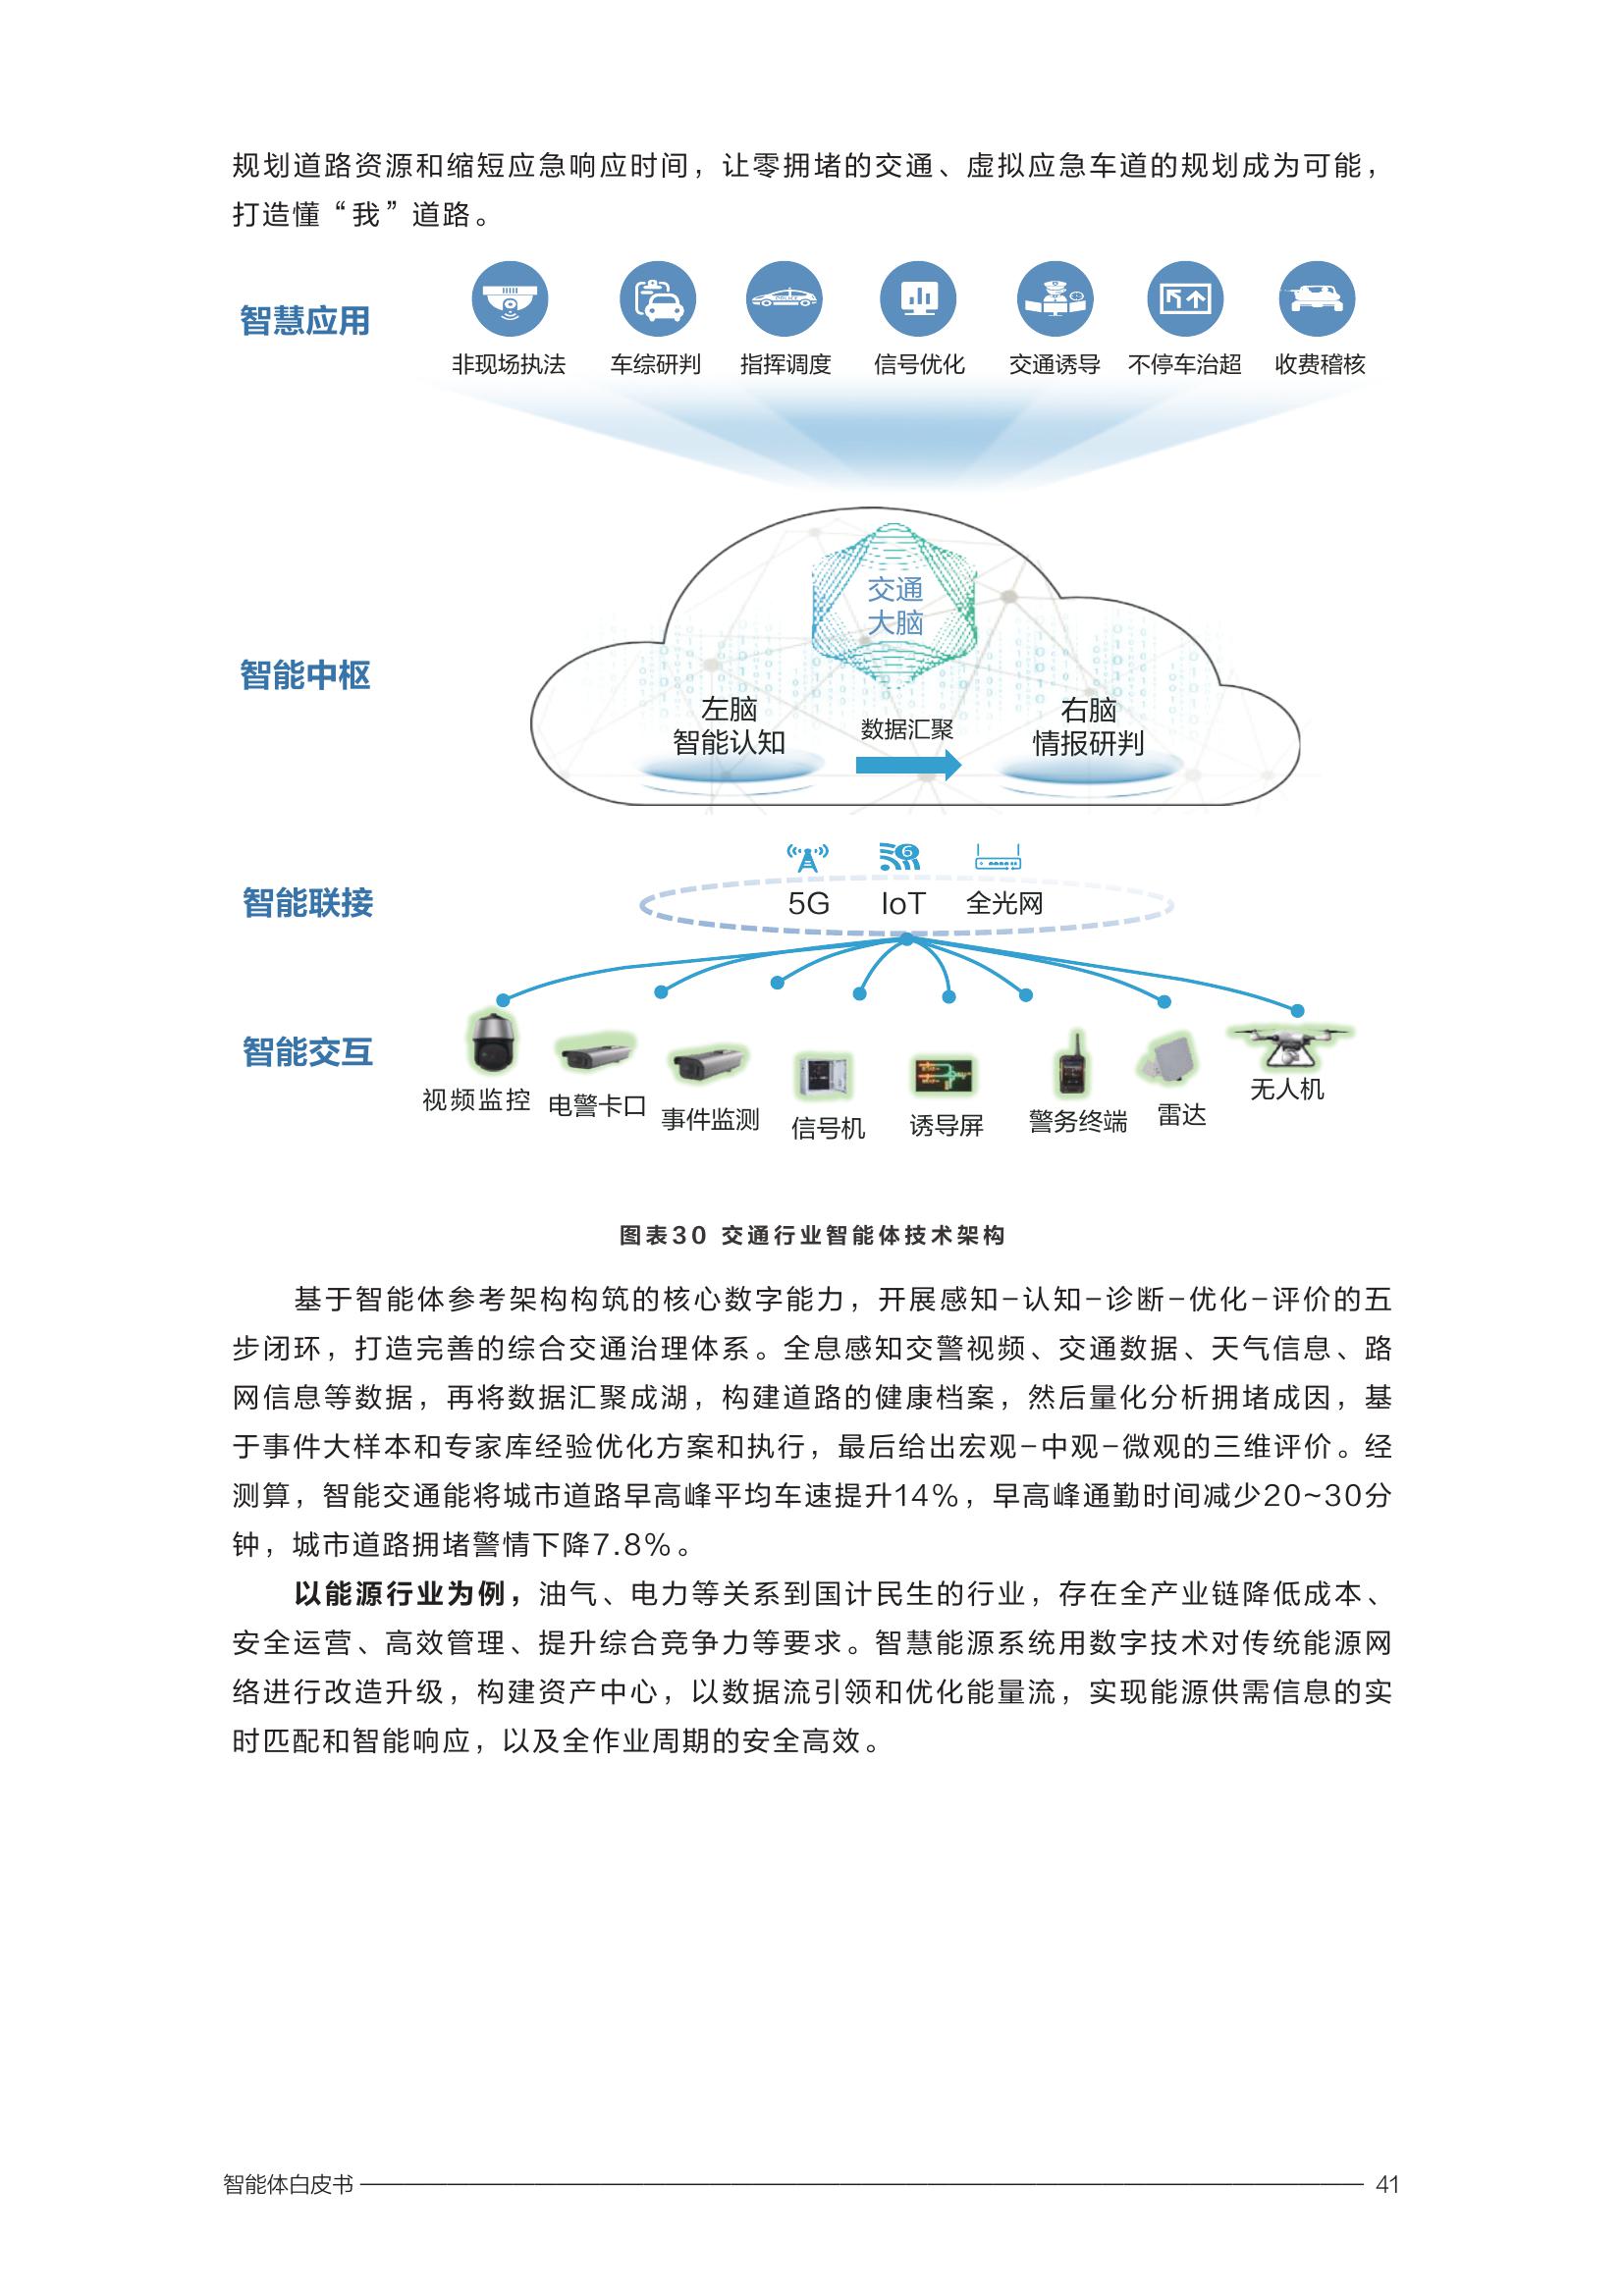 规划道路资源和缩短应急响应时间，让零拥堵的交通、虚拟应急车道的规划成为可能，
打造懂“我”道路。
智慧应用
非现场执法 车综研判 指挥调度 信号优化 交通诱导 不停车治超 收费稽核
交通
大脑
智能中枢
左脑
智能认知
数据汇聚
右脑
情报研判
智能联接
5G IoT 全光网
智能交互
视频监控 电警卡口 事件监测 信号机 诱导屏 警务终端 雷达 无人机
图表30 交通行业智能体技术架构
基于智能体参考架构构筑的核心数字能力，开展感知-认知-诊断-优化-评价的五
步闭环，打造完善的综合交通治理体系。全息感知交警视频、交通数据、天气信息、路
网信息等数据，再将数据汇聚成湖，构建道路的健康档案，然后量化分析拥堵成因，基
于事件大样本和专家库经验优化方案和执行，最后给出宏观-中观-微观的三维评价。经
测算，智能交通能将城市道路早高峰平均车速提升14%，早高峰通勤时间减少20~30分
钟，城市道路拥堵警情下降7.8%。
以能源行业为例，油气、电力等关系到国计民生的行业，存在全产业链降低成本、
安全运营、高效管理、提升综合竞争力等要求。智慧能源系统用数字技术对传统能源网
络进行改造升级，构建资产中心，以数据流引领和优化能量流，实现能源供需信息的实
时匹配和智能响应，以及全作业周期的安全高效。
智能体白皮书 41